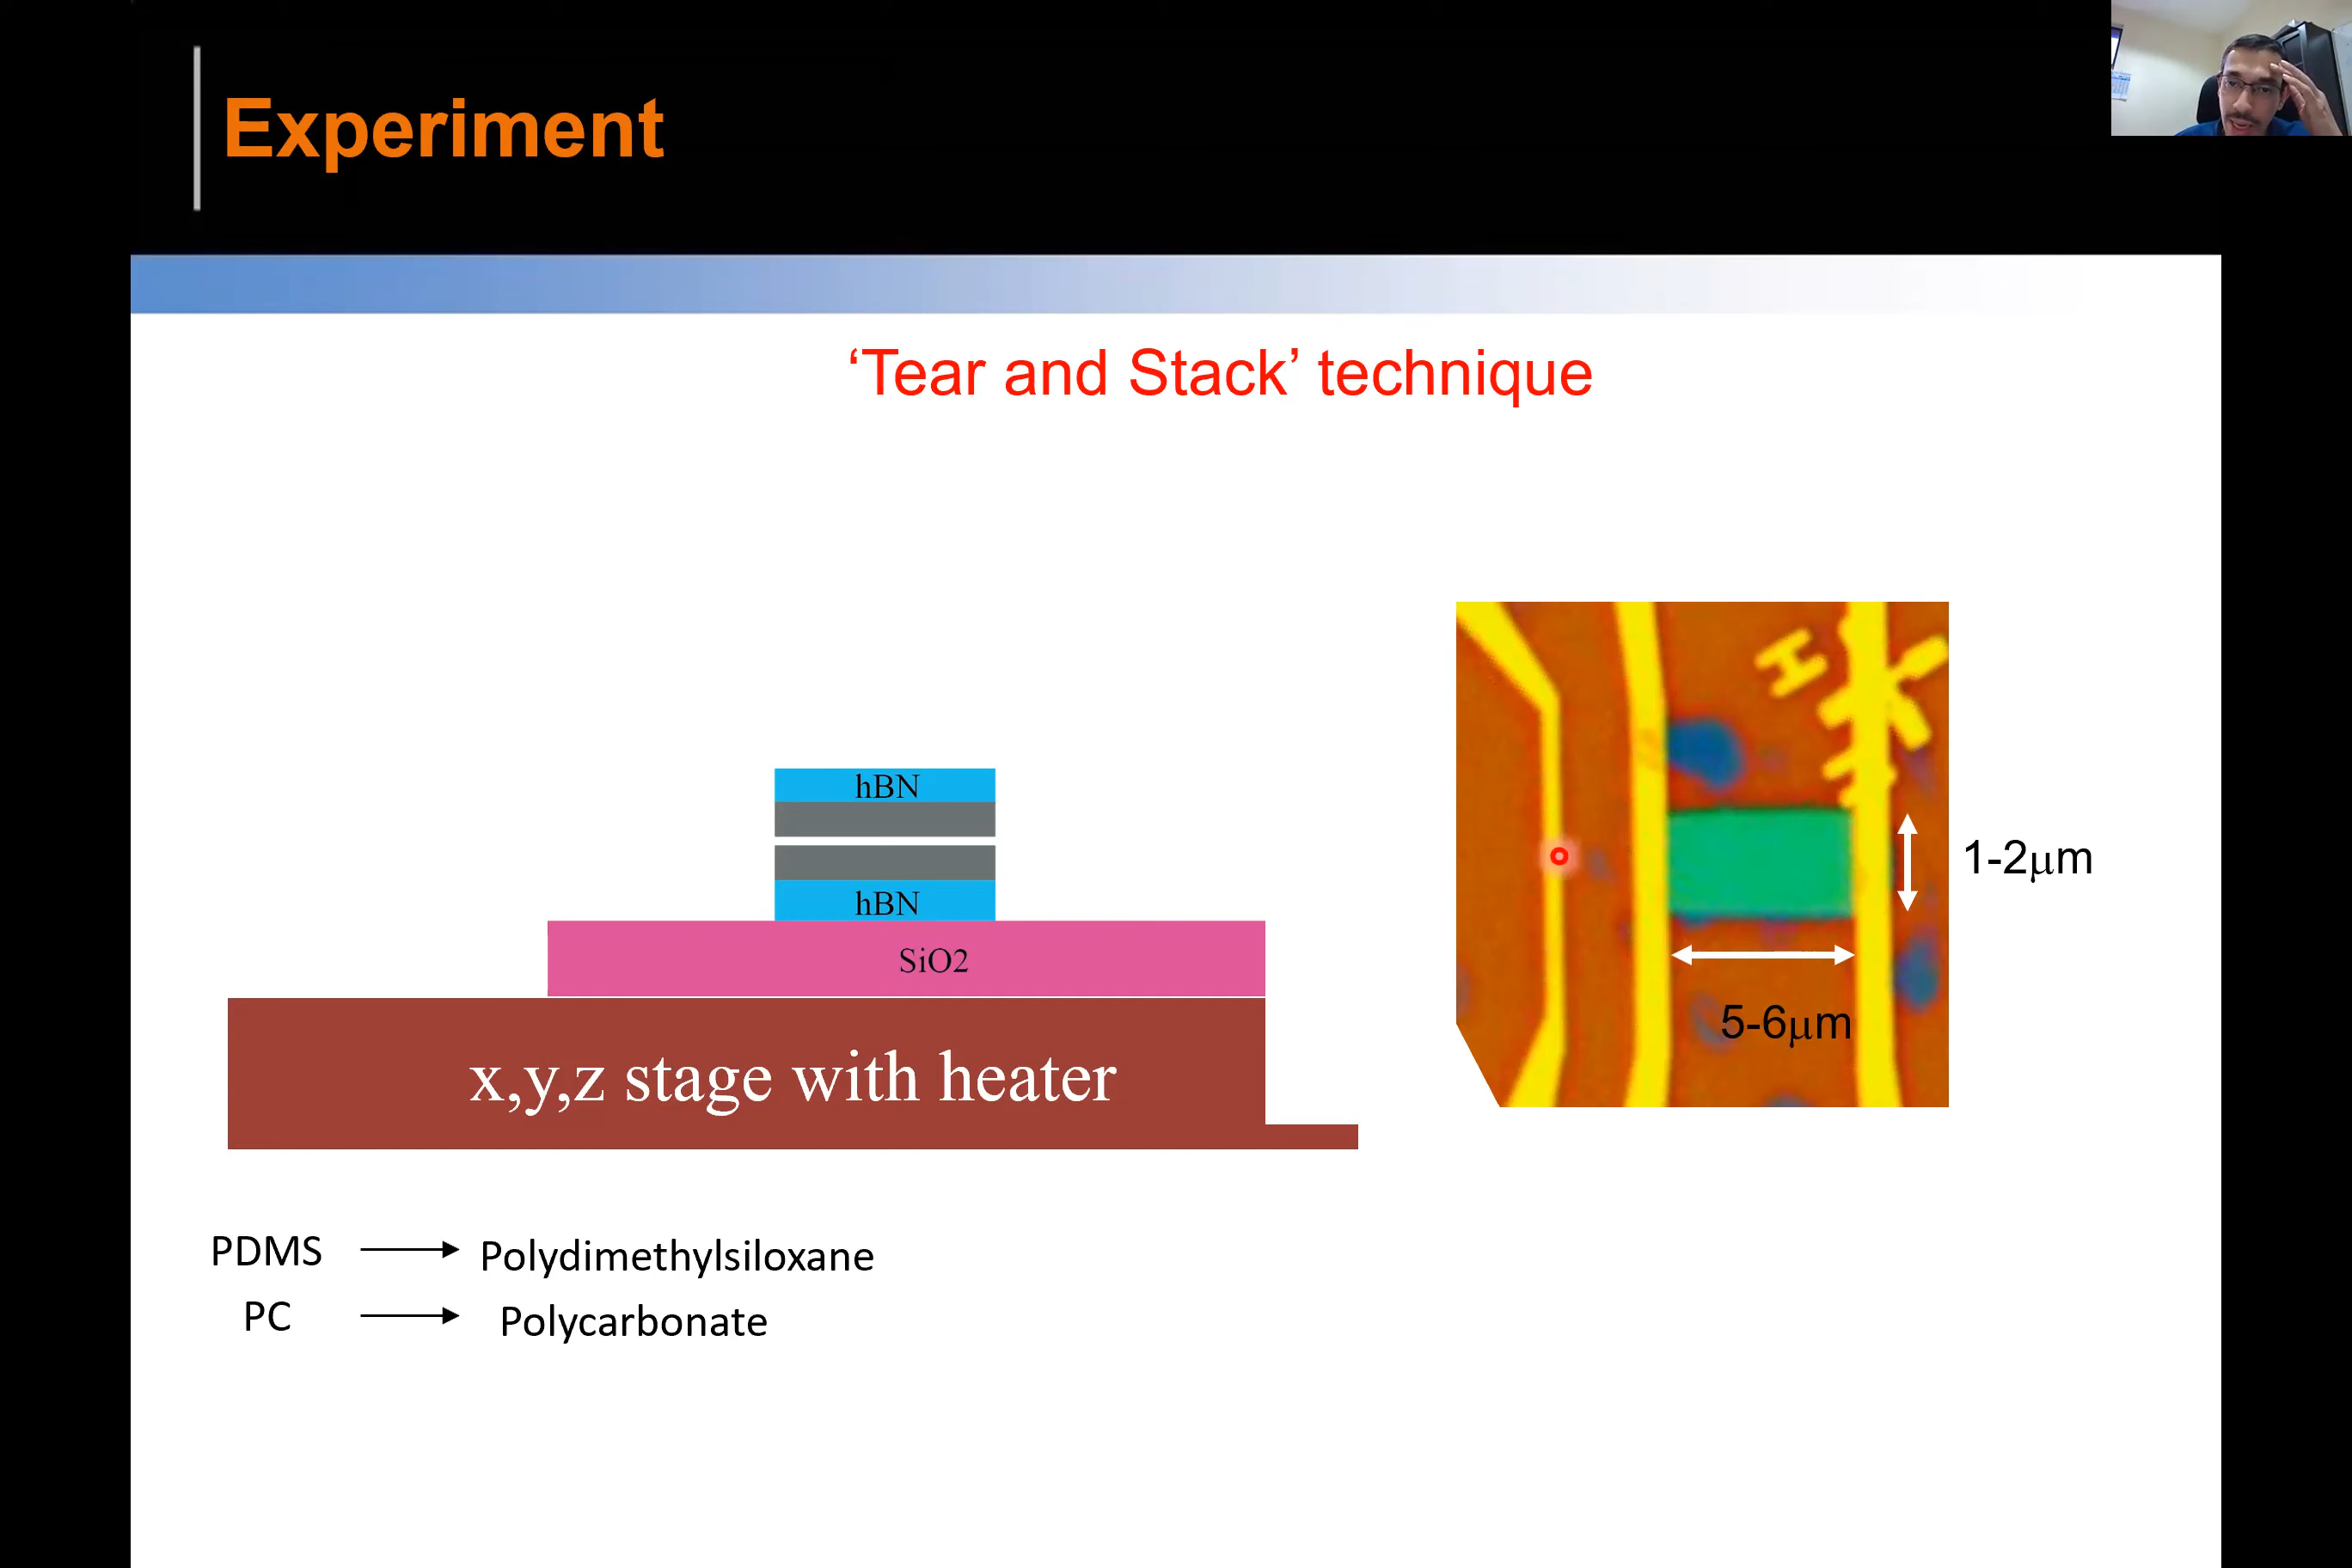 Experiment
‘Tear and Stack’ technique
hBN
hBN
SiO2
x,y,z stage with heater
1-2μm
5-6μm
PDMS
Polydimethylsiloxane
PC
Polycarbonate